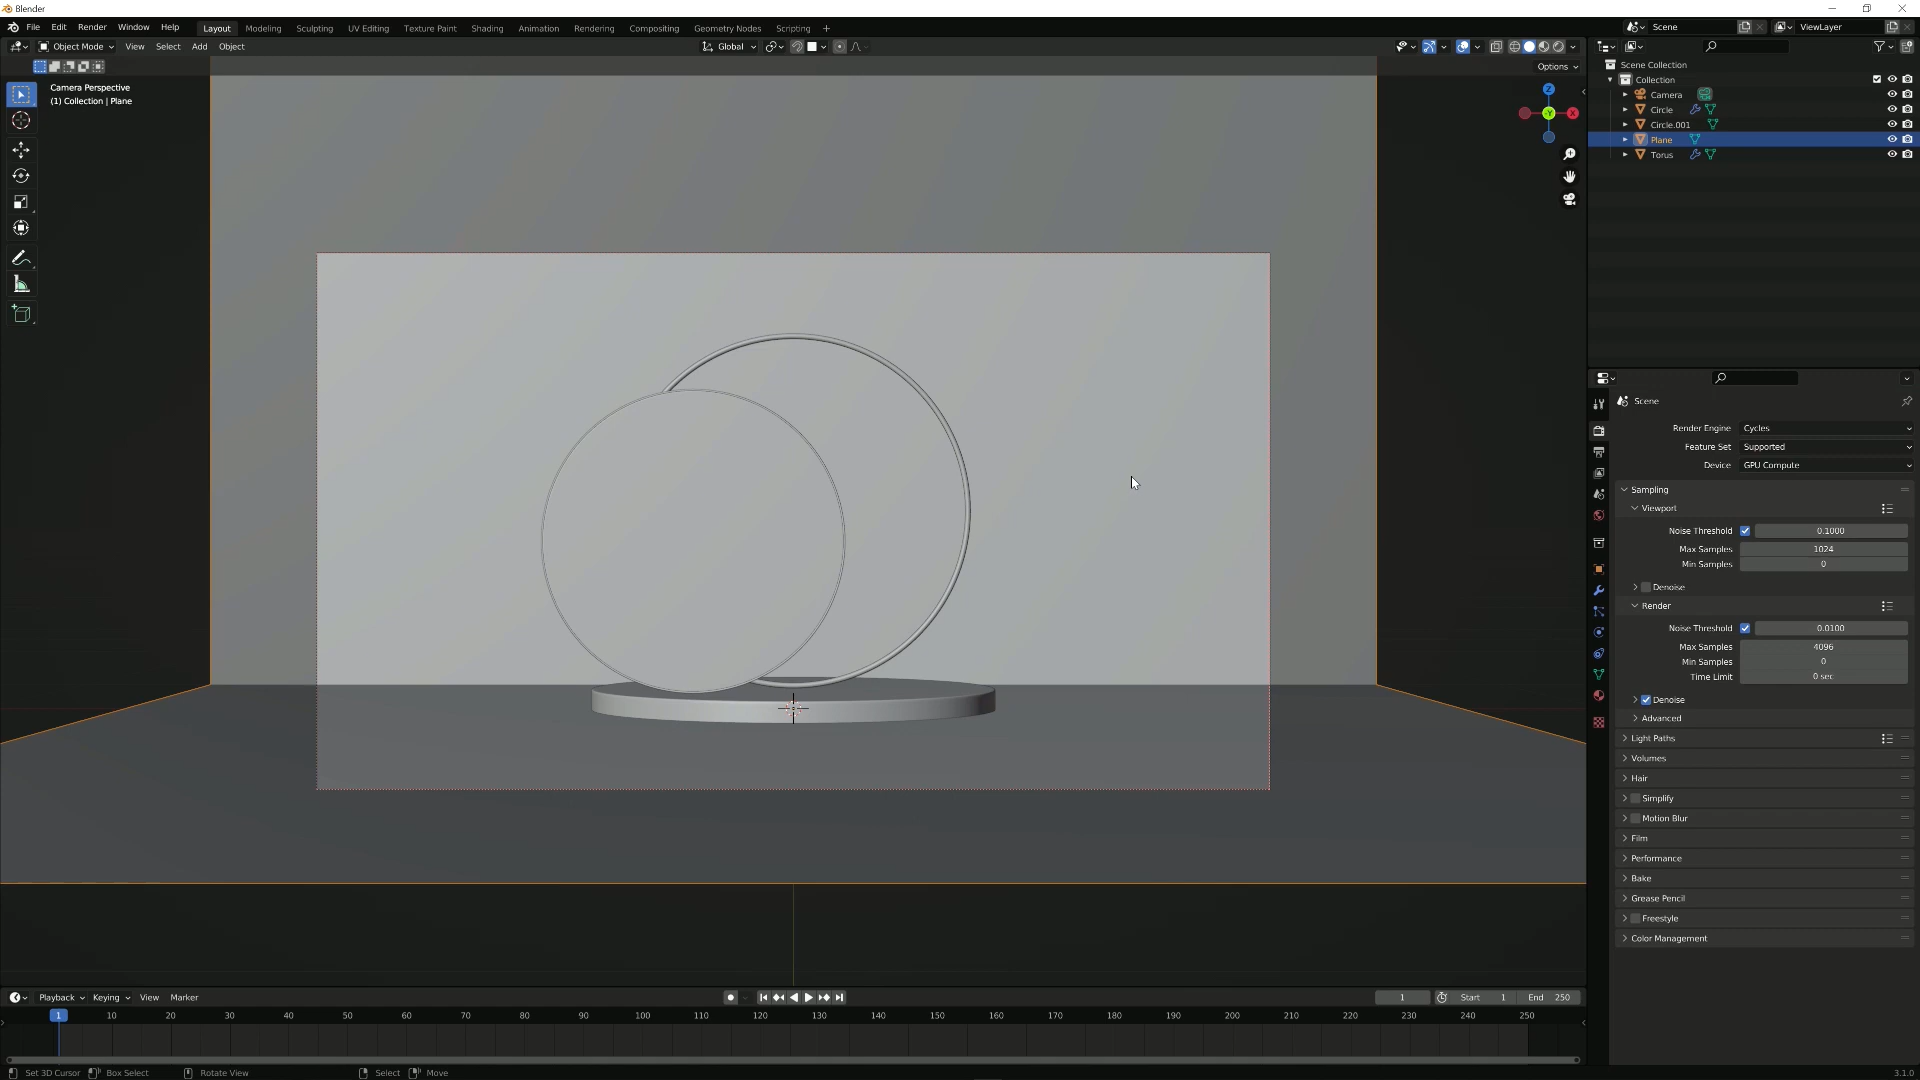 Blender
File Edit Render Window Help Layout Modeling Sculpting UV Editing Texture Paint Shading Animation Rendering Compositing Geometry Nodes Scripting + Scene ViewLayer
Object Mode View Select Add Object Global
Options
Camera Perspective
(1) Collection | Plane
Z
Y
X
Scene Collection
Collection
Camera
Circle
Circle.001
Plane
Torus
Scene
Render Engine Cycles
Feature Set Supported
Device GPU Compute
Sampling
Viewport
Noise Threshold 0.1000
Max Samples 1024
Min Samples 0
Denoise
Render
Noise Threshold 0.0100
Max Samples 4096
Min Samples 0
Time Limit 0 sec
Denoise
Advanced
Light Paths
Volumes
Hair
Simplify
Motion Blur
Film
Performance
Bake
Grease Pencil
Freestyle
Color Management
Playback Keying View Marker 1 Start 1 End 250
1 10 20 30 40 50 60 70 80 90 100 110 120 130 140 150 160 170 180 190 200 210 220 230 240 250
Set 3D Cursor Box Select Rotate View Select Move 3.1.0